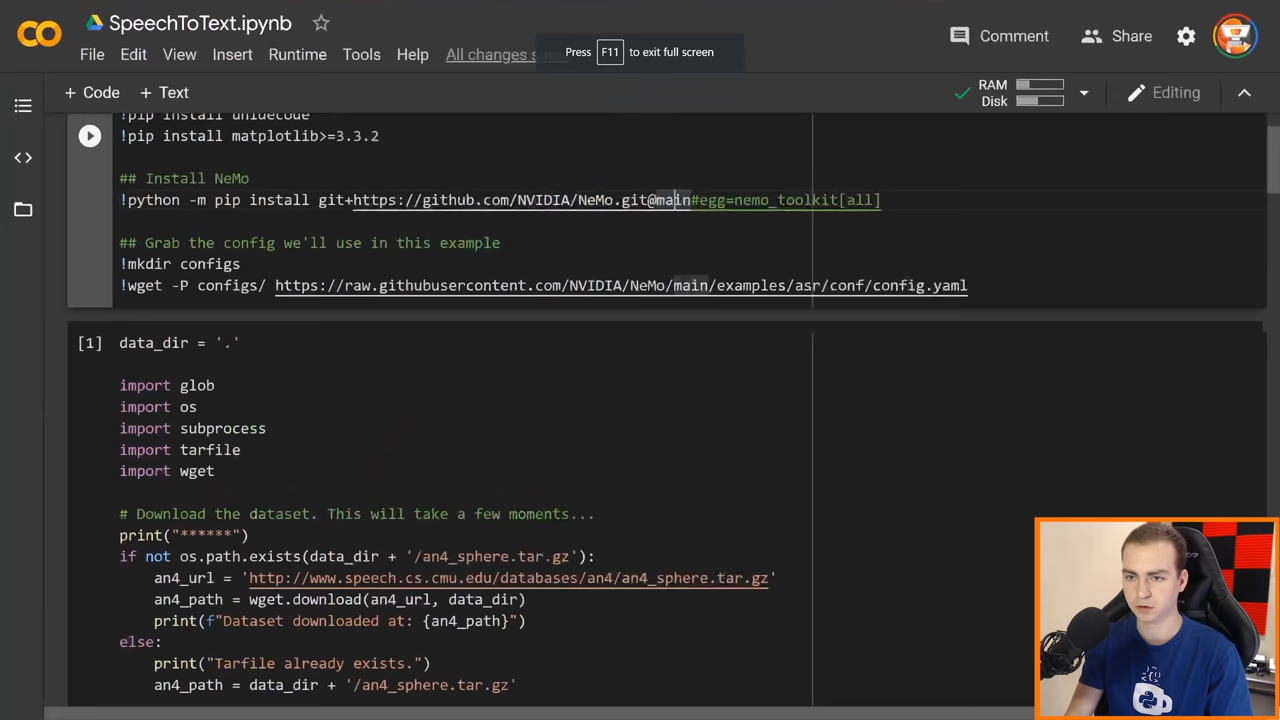 SpeechToText.ipynb
File Edit View Insert Runtime Tools Help All changes s
Press F11 to exit full screen
Comment Share
+ Code + Text
RAM
Disk
Editing
!pip install unidecode
!pip install matplotlib>=3.3.2
## Install NeMo
!python -m pip install git+https://github.com/NVIDIA/NeMo.git@main#egg=nemo_toolkit[all]
## Grab the config we'll use in this example
!mkdir configs
!wget -P configs/ https://raw.githubusercontent.com/NVIDIA/NeMo/main/examples/asr/conf/config.yaml
[1] data_dir = '.'
import glob
import os
import subprocess
import tarfile
import wget
# Download the dataset. This will take a few moments...
print("******")
if not os.path.exists(data_dir + '/an4_sphere.tar.gz'):
an4_url = 'http://www.speech.cs.cmu.edu/databases/an4/an4_sphere.tar.gz'
an4_path = wget.download(an4_url, data_dir)
print(f"Dataset downloaded at: {an4_path}")
else:
print("Tarfile already exists.")
an4_path = data_dir + '/an4_sphere.tar.gz'